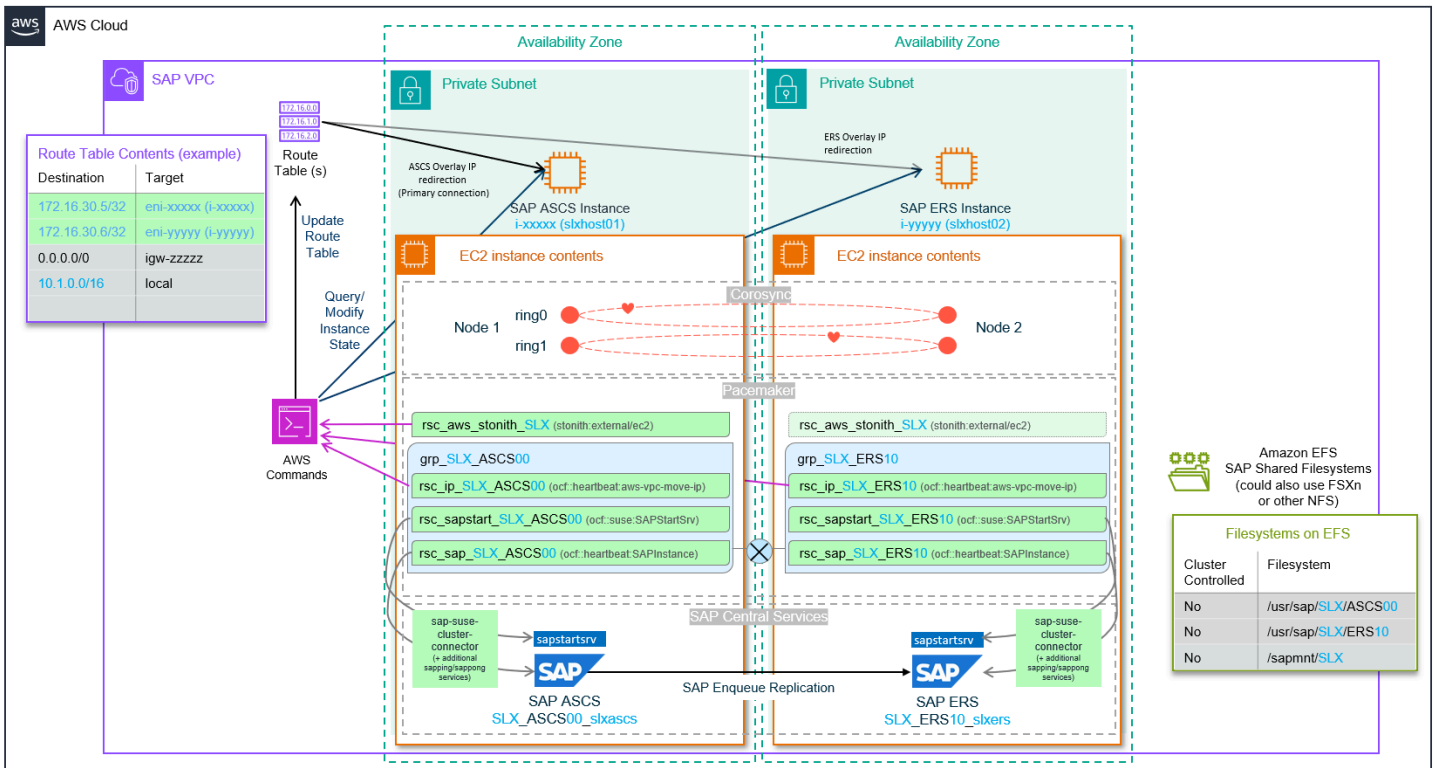 aws
AWS Cloud
Availability Zone
Availability Zone
SAP VPC
Private Subnet
Private Subnet
172.16.0.0
172.16.1.0
172.16.2.0
Route
Table (s)
Route Table Contents (example)
Destination Target
172.16.30.5/32 eni-xxxxx (i-xxxxx)
172.16.30.6/32 eni-yyyyy (i-yyyyy)
0.0.0.0/0 igw-zzzzz
10.1.0.0/16 local
ASCS Overlay IP
redirection
(Primary connection)
ERS Overlay IP
redirection
SAP ASCS Instance
i-xxxxx (slxhost01)
SAP ERS Instance
i-yyyyy (slxhost02)
Update
Route
Table
Query/
Modify
Instance
State
AWS
Commands
EC2 instance contents
EC2 instance contents
Corosync
Node 1
ring0
ring1
Node 2
Pacemaker
rsc_aws_stonith_SLX (stonith:external/ec2)
grp_SLX_ASCS00
rsc_ip_SLX_ASCS00 (ocf::heartbeat:aws-vpc-move-ip)
rsc_sapstart_SLX_ASCS00 (ocf::suse:SAPStartSrv)
rsc_sap_SLX_ASCS00 (ocf::heartbeat:SAPInstance)
rsc_aws_stonith_SLX (stonith:external/ec2)
grp_SLX_ERS10
rsc_ip_SLX_ERS10 (ocf::heartbeat:aws-vpc-move-ip)
rsc_sapstart_SLX_ERS10 (ocf::suse:SAPStartSrv)
rsc_sap_SLX_ERS10 (ocf::heartbeat:SAPInstance)
SAP Central Services
sap-suse-
cluster-
connector
(+ additional
sapping/sappong
services)
sapstartsrv
SAP
SAP ASCS
SLX_ASCS00_slxascs
SAP Enqueue Replication
sapstartsrv
SAP
SAP ERS
SLX_ERS10_slxers
sap-suse-
cluster-
connector
(+ additional
sapping/sappong
services)
Amazon EFS
SAP Shared Filesystems
(could also use FSXn
or other NFS)
Filesystems on EFS
Cluster
Controlled Filesystem
No /usr/sap/SLX/ASCS00
No /usr/sap/SLX/ERS10
No /sapmnt/SLX